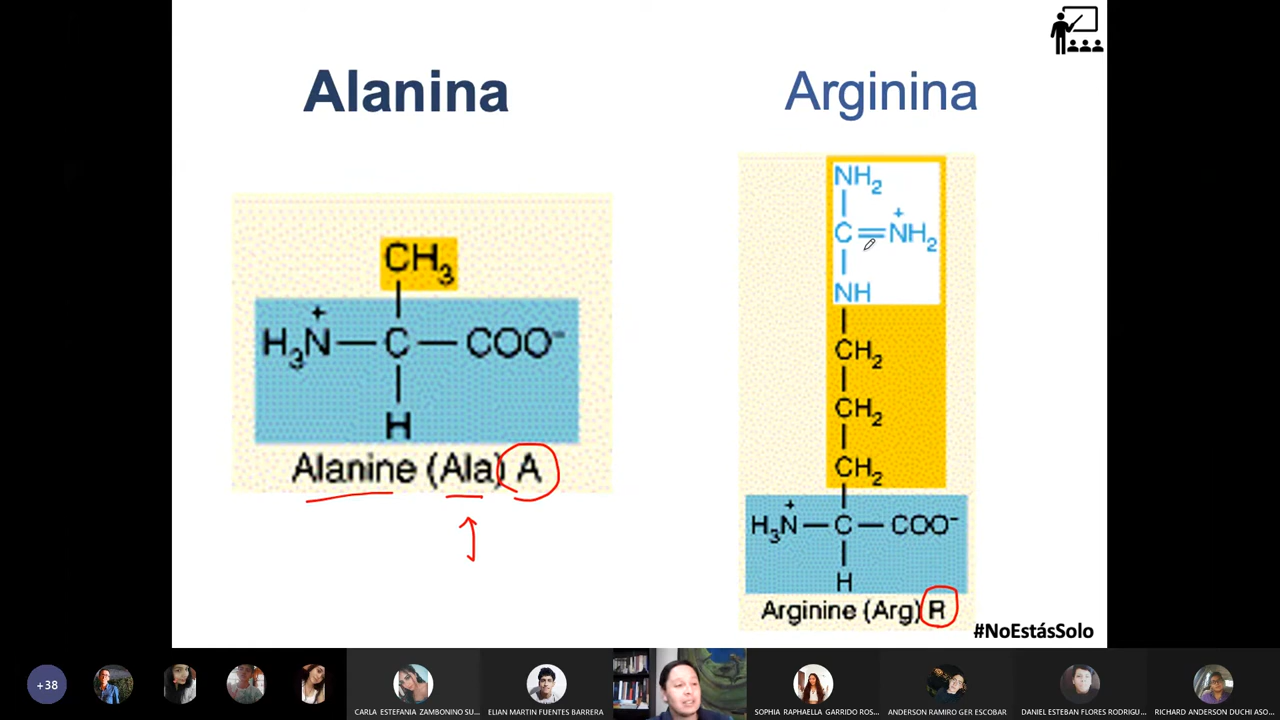 Alanina
Arginina
CH3
H3N+ — C — COO-
H
Alanine (Ala) A
NH2
C=NH2+
NH
CH2
CH2
CH2
H3N+ — C — COO-
H
Arginine (Arg) R
#NoEstásSolo
+38
CARLA ESTEFANIA ZAMBONINO SU...
ELIAN MARTIN FUENTES BARRERA
SOPHIA RAPHAELLA GARRIDO ROS...
ANDERSON RAMIRO GER ESCOBAR
DANIEL ESTEBAN FLORES RODRIGU...
RICHARD ANDERSON DUCHI ASO...